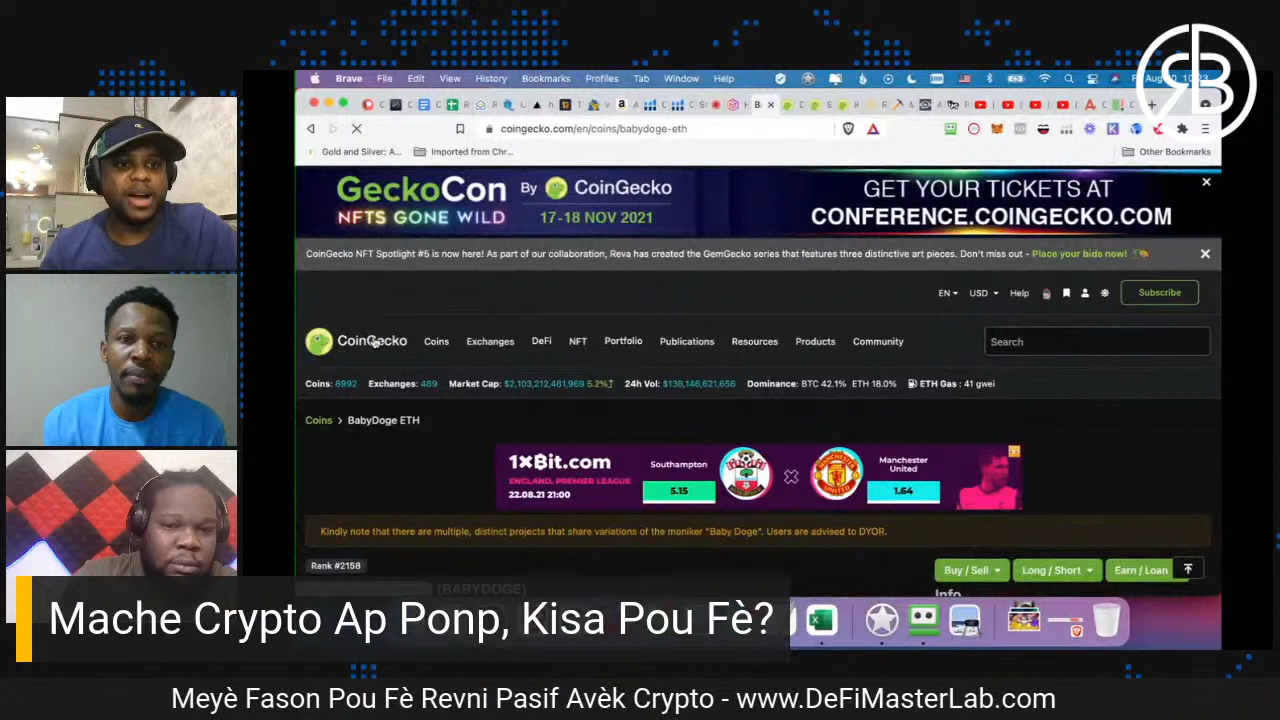 Brave File Edit View History Bookmarks Profiles Tab Window Help
coingecko.com/en/coins/babydoge-eth
Gold and Silver; A...
Imported from Chr...
Other Bookmarks
GeckoCon By CoinGecko
NFTS GONE WILD 17-18 NOV 2021
GET YOUR TICKETS AT
CONFERENCE.COINGECKO.COM
CoinGecko NFT Spotlight #5 is now here! As part of our collaboration, Reva has created the GemGecko series that features three distinctive art pieces. Don't miss out - Place your bids now!
EN USD Help Subscribe
CoinGecko Coins Exchanges DeFi NFT Portfolio Publications Resources Products Community Search
Coins: 8992 Exchanges: 489 Market Cap: $2,103,212,461,969 5.2% 24h Vol: $138,146,621,656 Dominance: BTC 42.1% ETH 18.0% ETH Gas: 41 gwei
Coins > BabyDoge ETH
1XBit.com
ENGLAND. PREMIER LEAGUE
22.08.21 21:00
Southampton
5.15
Manchester
United
1.64
Kindly note that there are multiple, distinct projects that share variations of the moniker "Baby Doge". Users are advised to DYOR.
Rank #2158
Buy / Sell Long / Short Earn / Loan
(BABYDOGE)
Info
Mache Crypto Ap Ponp, Kisa Pou Fè?
Meyè Fason Pou Fè Revni Pasif Avèk Crypto - www.DeFiMasterLab.com